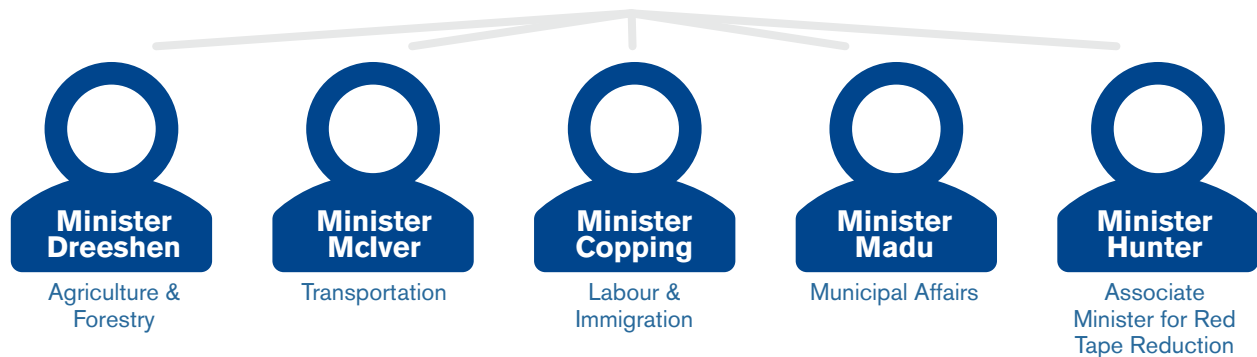 Minister
Dreeshen
Agriculture &
Forestry
Minister
McIver
Transportation
Minister
Copping
Labour &
Immigration
Minister
Madu
Municipal Affairs
Minister
Hunter
Associate
Minister for Red
Tape Reduction